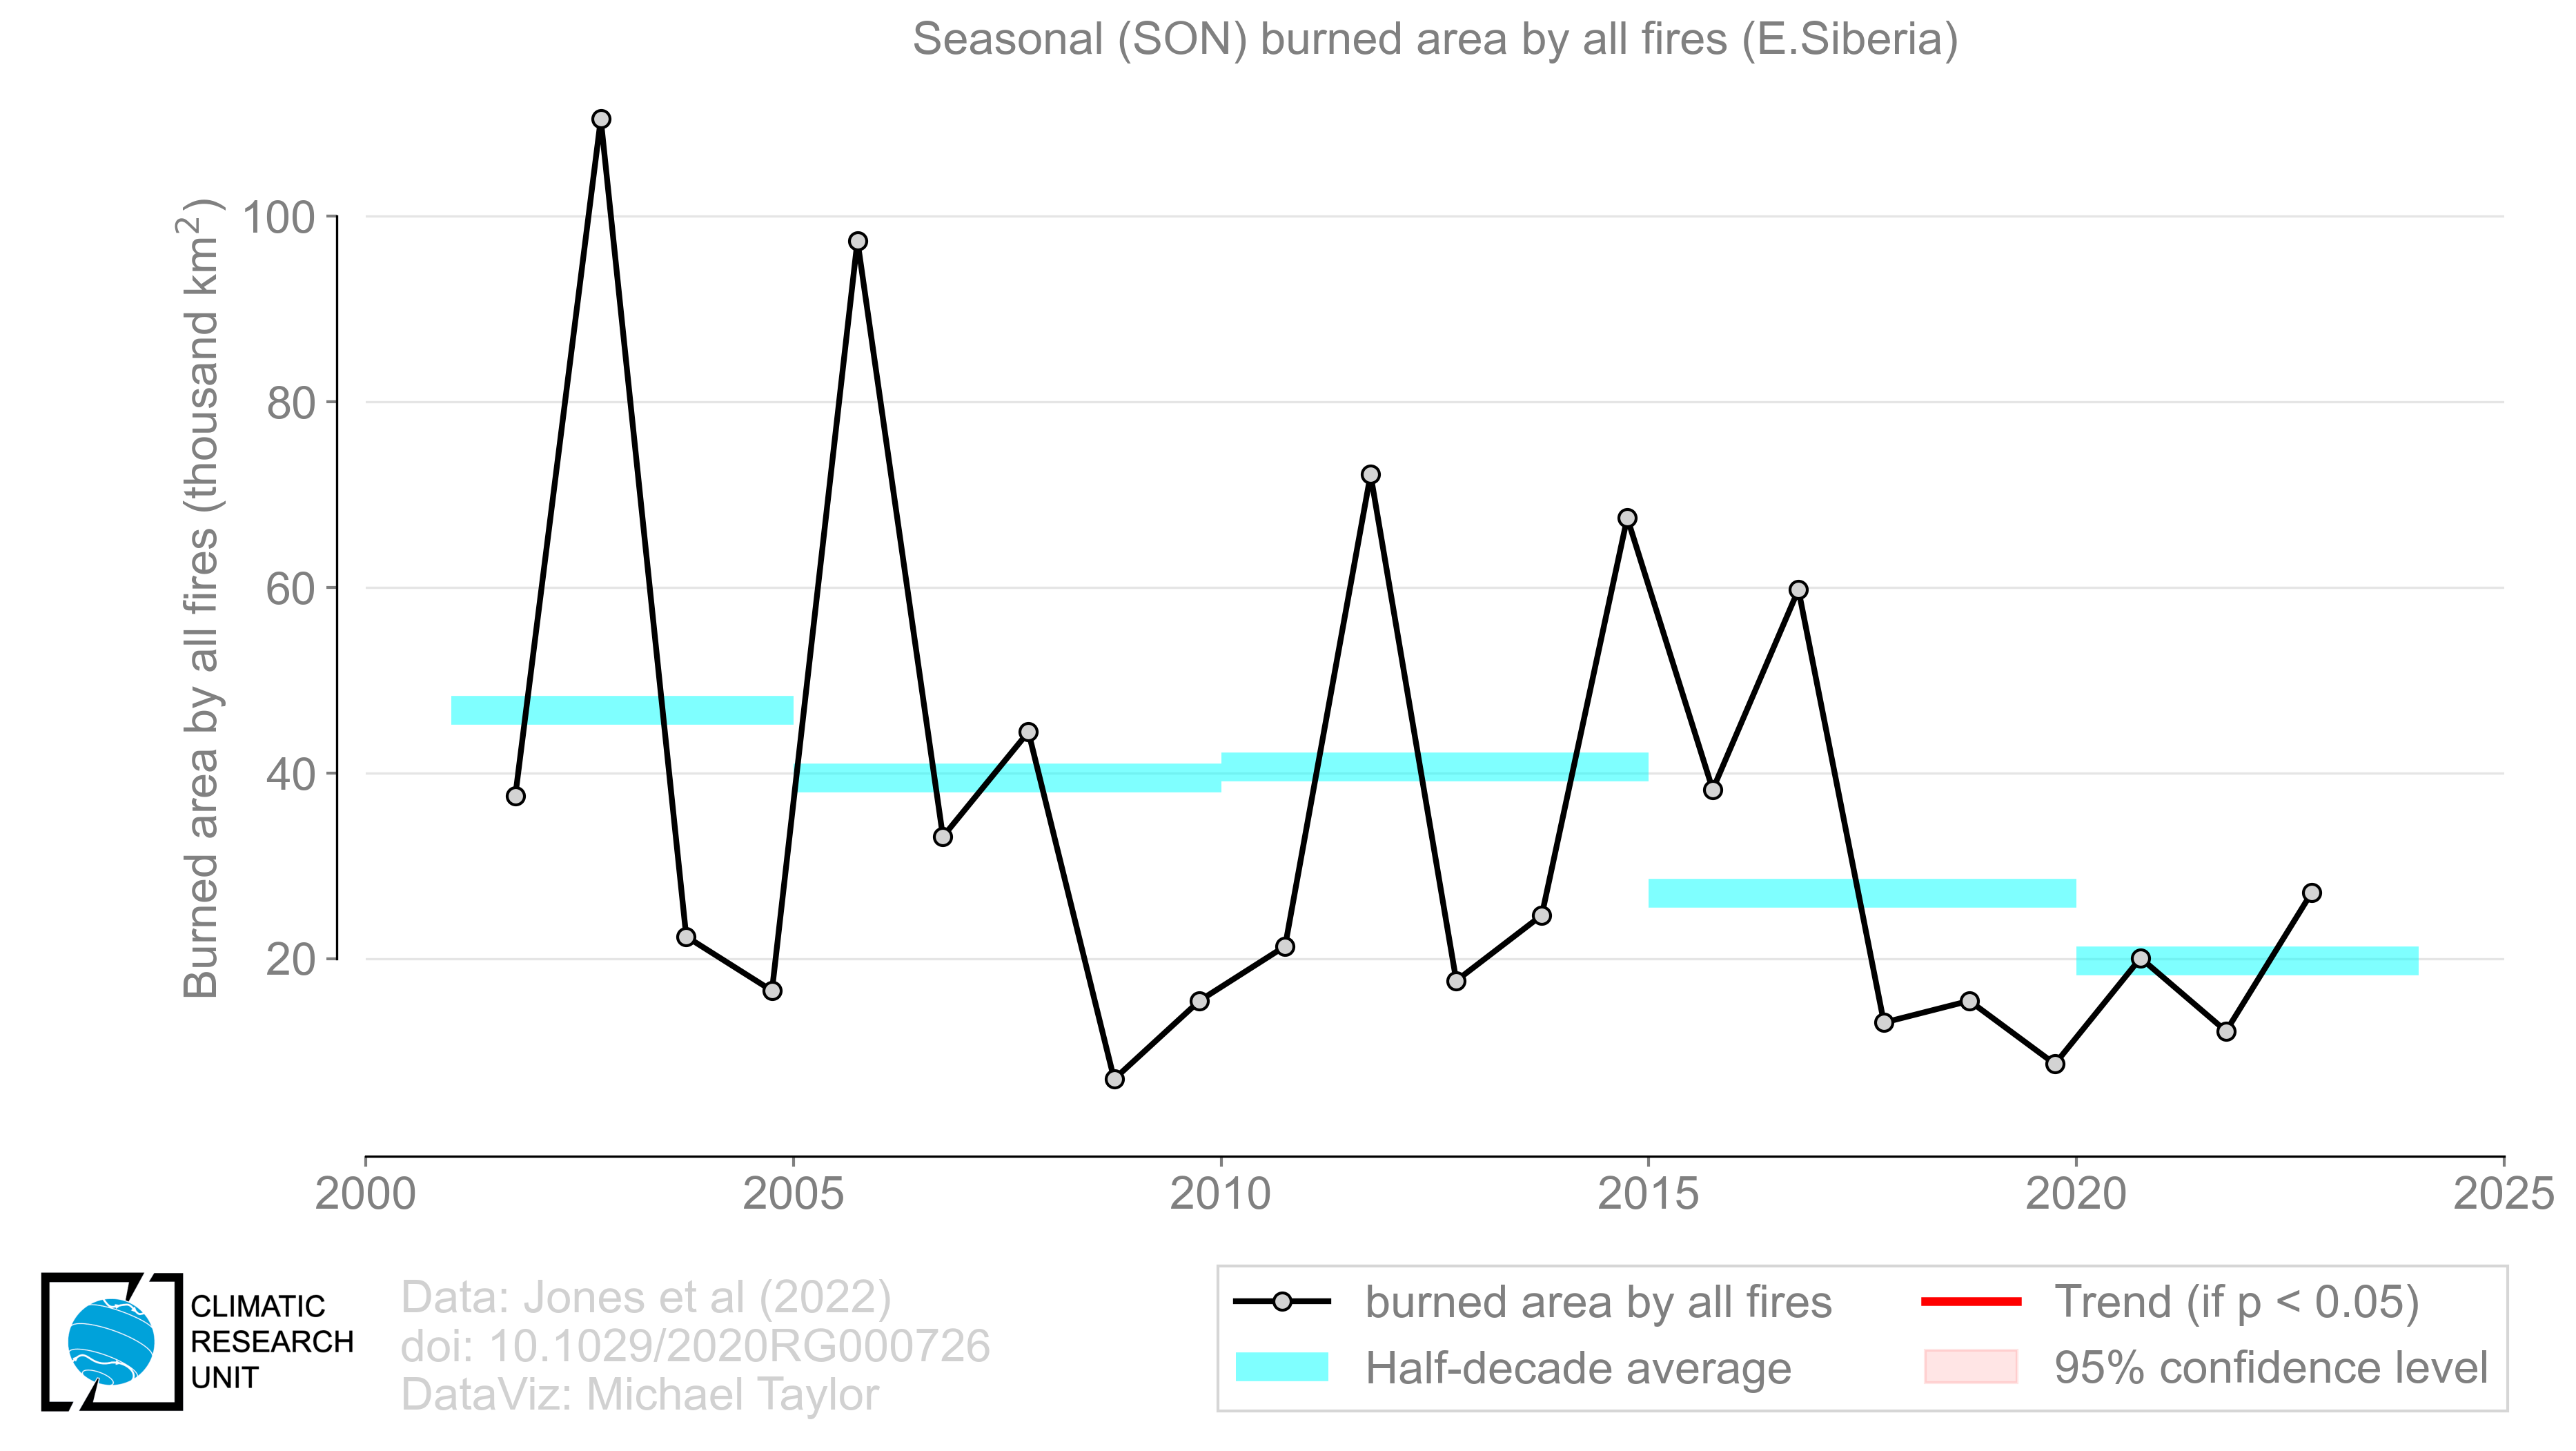 Seasonal (SON) burned area by all fires (E.Siberia)
Burned area by all fires (thousand km²)
100
80
60
40
20
2000
2005
2010
2015
2020
2025
CLIMATIC
RESEARCH
UNIT
Data: Jones et al (2022)
doi: 10.1029/2020RG000726
DataViz: Michael Taylor
burned area by all fires
Half-decade average
Trend (if p < 0.05)
95% confidence level